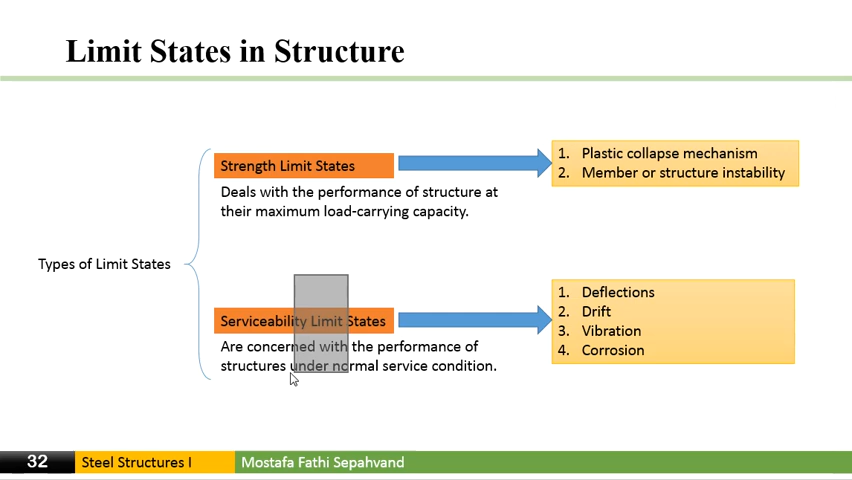 Limit States in Structure
Strength Limit States
Deals with the performance of structure at
their maximum load-carrying capacity.
1. Plastic collapse mechanism
2. Member or structure instability
Types of Limit States
Serviceability Limit States
Are concerned with the performance of
structures under normal service condition.
1. Deflections
2. Drift
3. Vibration
4. Corrosion
32 Steel Structures I Mostafa Fathi Sepahvand